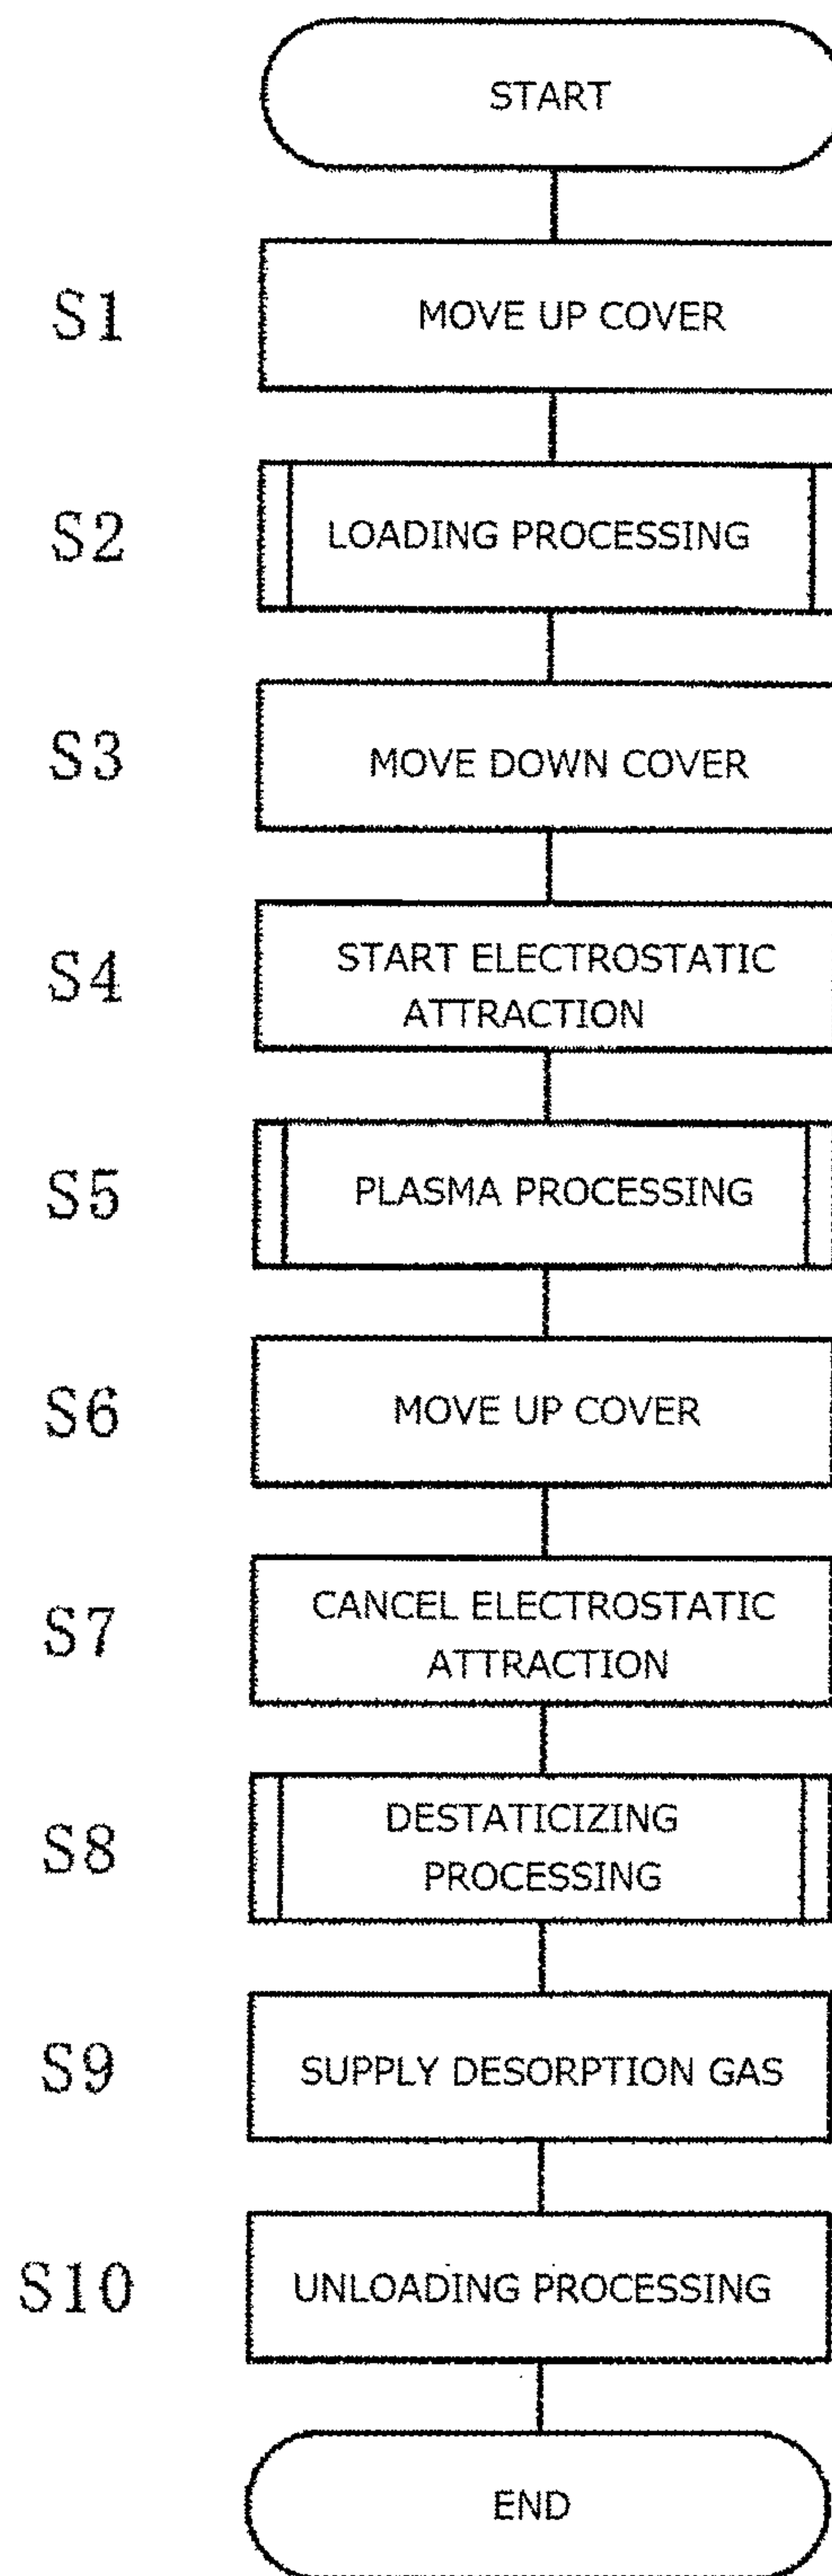 START
S1
MOVE UP COVER
S2
LOADING PROCESSING
S3
MOVE DOWN COVER
S4
START ELECTROSTATIC
ATTRACTION
S5
PLASMA PROCESSING
S6
MOVE UP COVER
S7
CANCEL ELECTROSTATIC
ATTRACTION
S8
DESTATICIZING
PROCESSING
S9
SUPPLY DESORPTION GAS
S10
UNLOADING PROCESSING
END